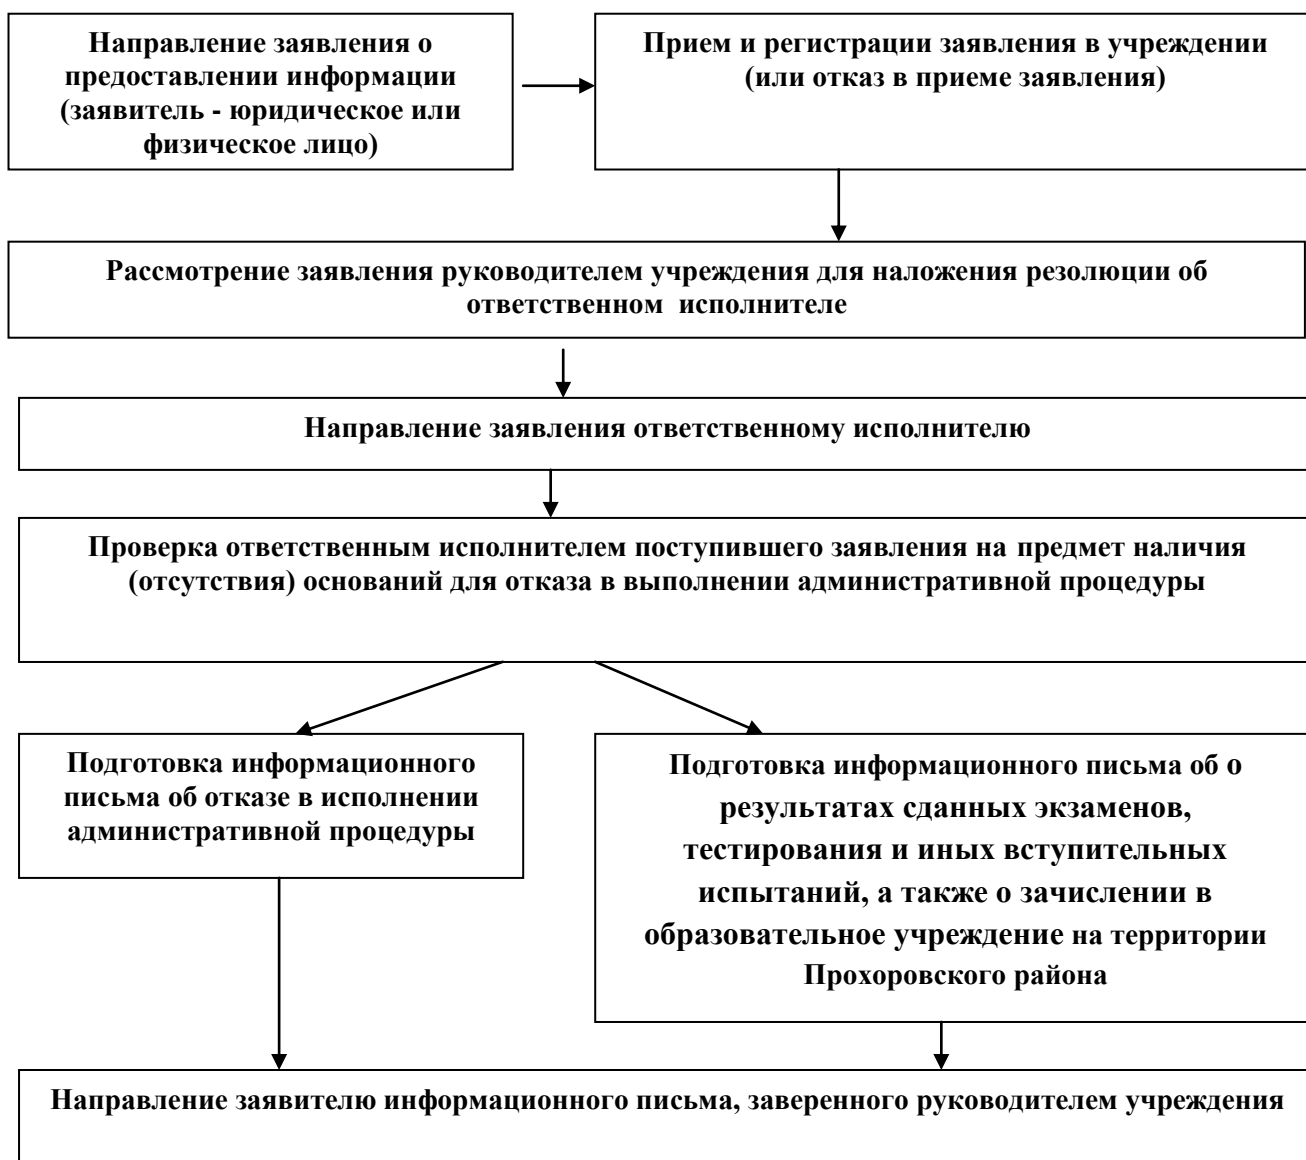 Направление заявления о
предоставлении информации
(заявитель - юридическое или
физическое лицо)
Прием и регистрации заявления в учреждении
(или отказ в приеме заявления)
Рассмотрение заявления руководителем учреждения для наложения резолюции об
ответственном исполнителе
Направление заявления ответственному исполнителю
Проверка ответственным исполнителем поступившего заявления на предмет наличия
(отсутствия) оснований для отказа в выполнении административной процедуры
Подготовка информационного
письма об отказе в исполнении
административной процедуры
Подготовка информационного письма об о
результатах сданных экзаменов,
тестирования и иных вступительных
испытаний, а также о зачислении в
образовательное учреждение на территории
Прохоровского района
Направление заявителю информационного письма, заверенного руководителем учреждения